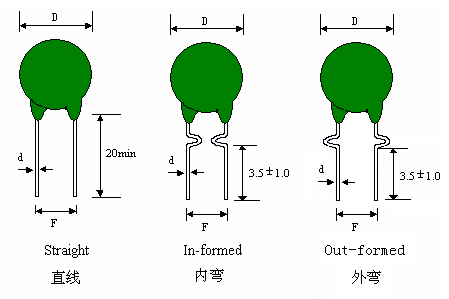 D D D
d 20min d 3.5±1.0 d 3.5±1.0
F F F
Straight In-formed Out-formed
直线 内弯 外弯